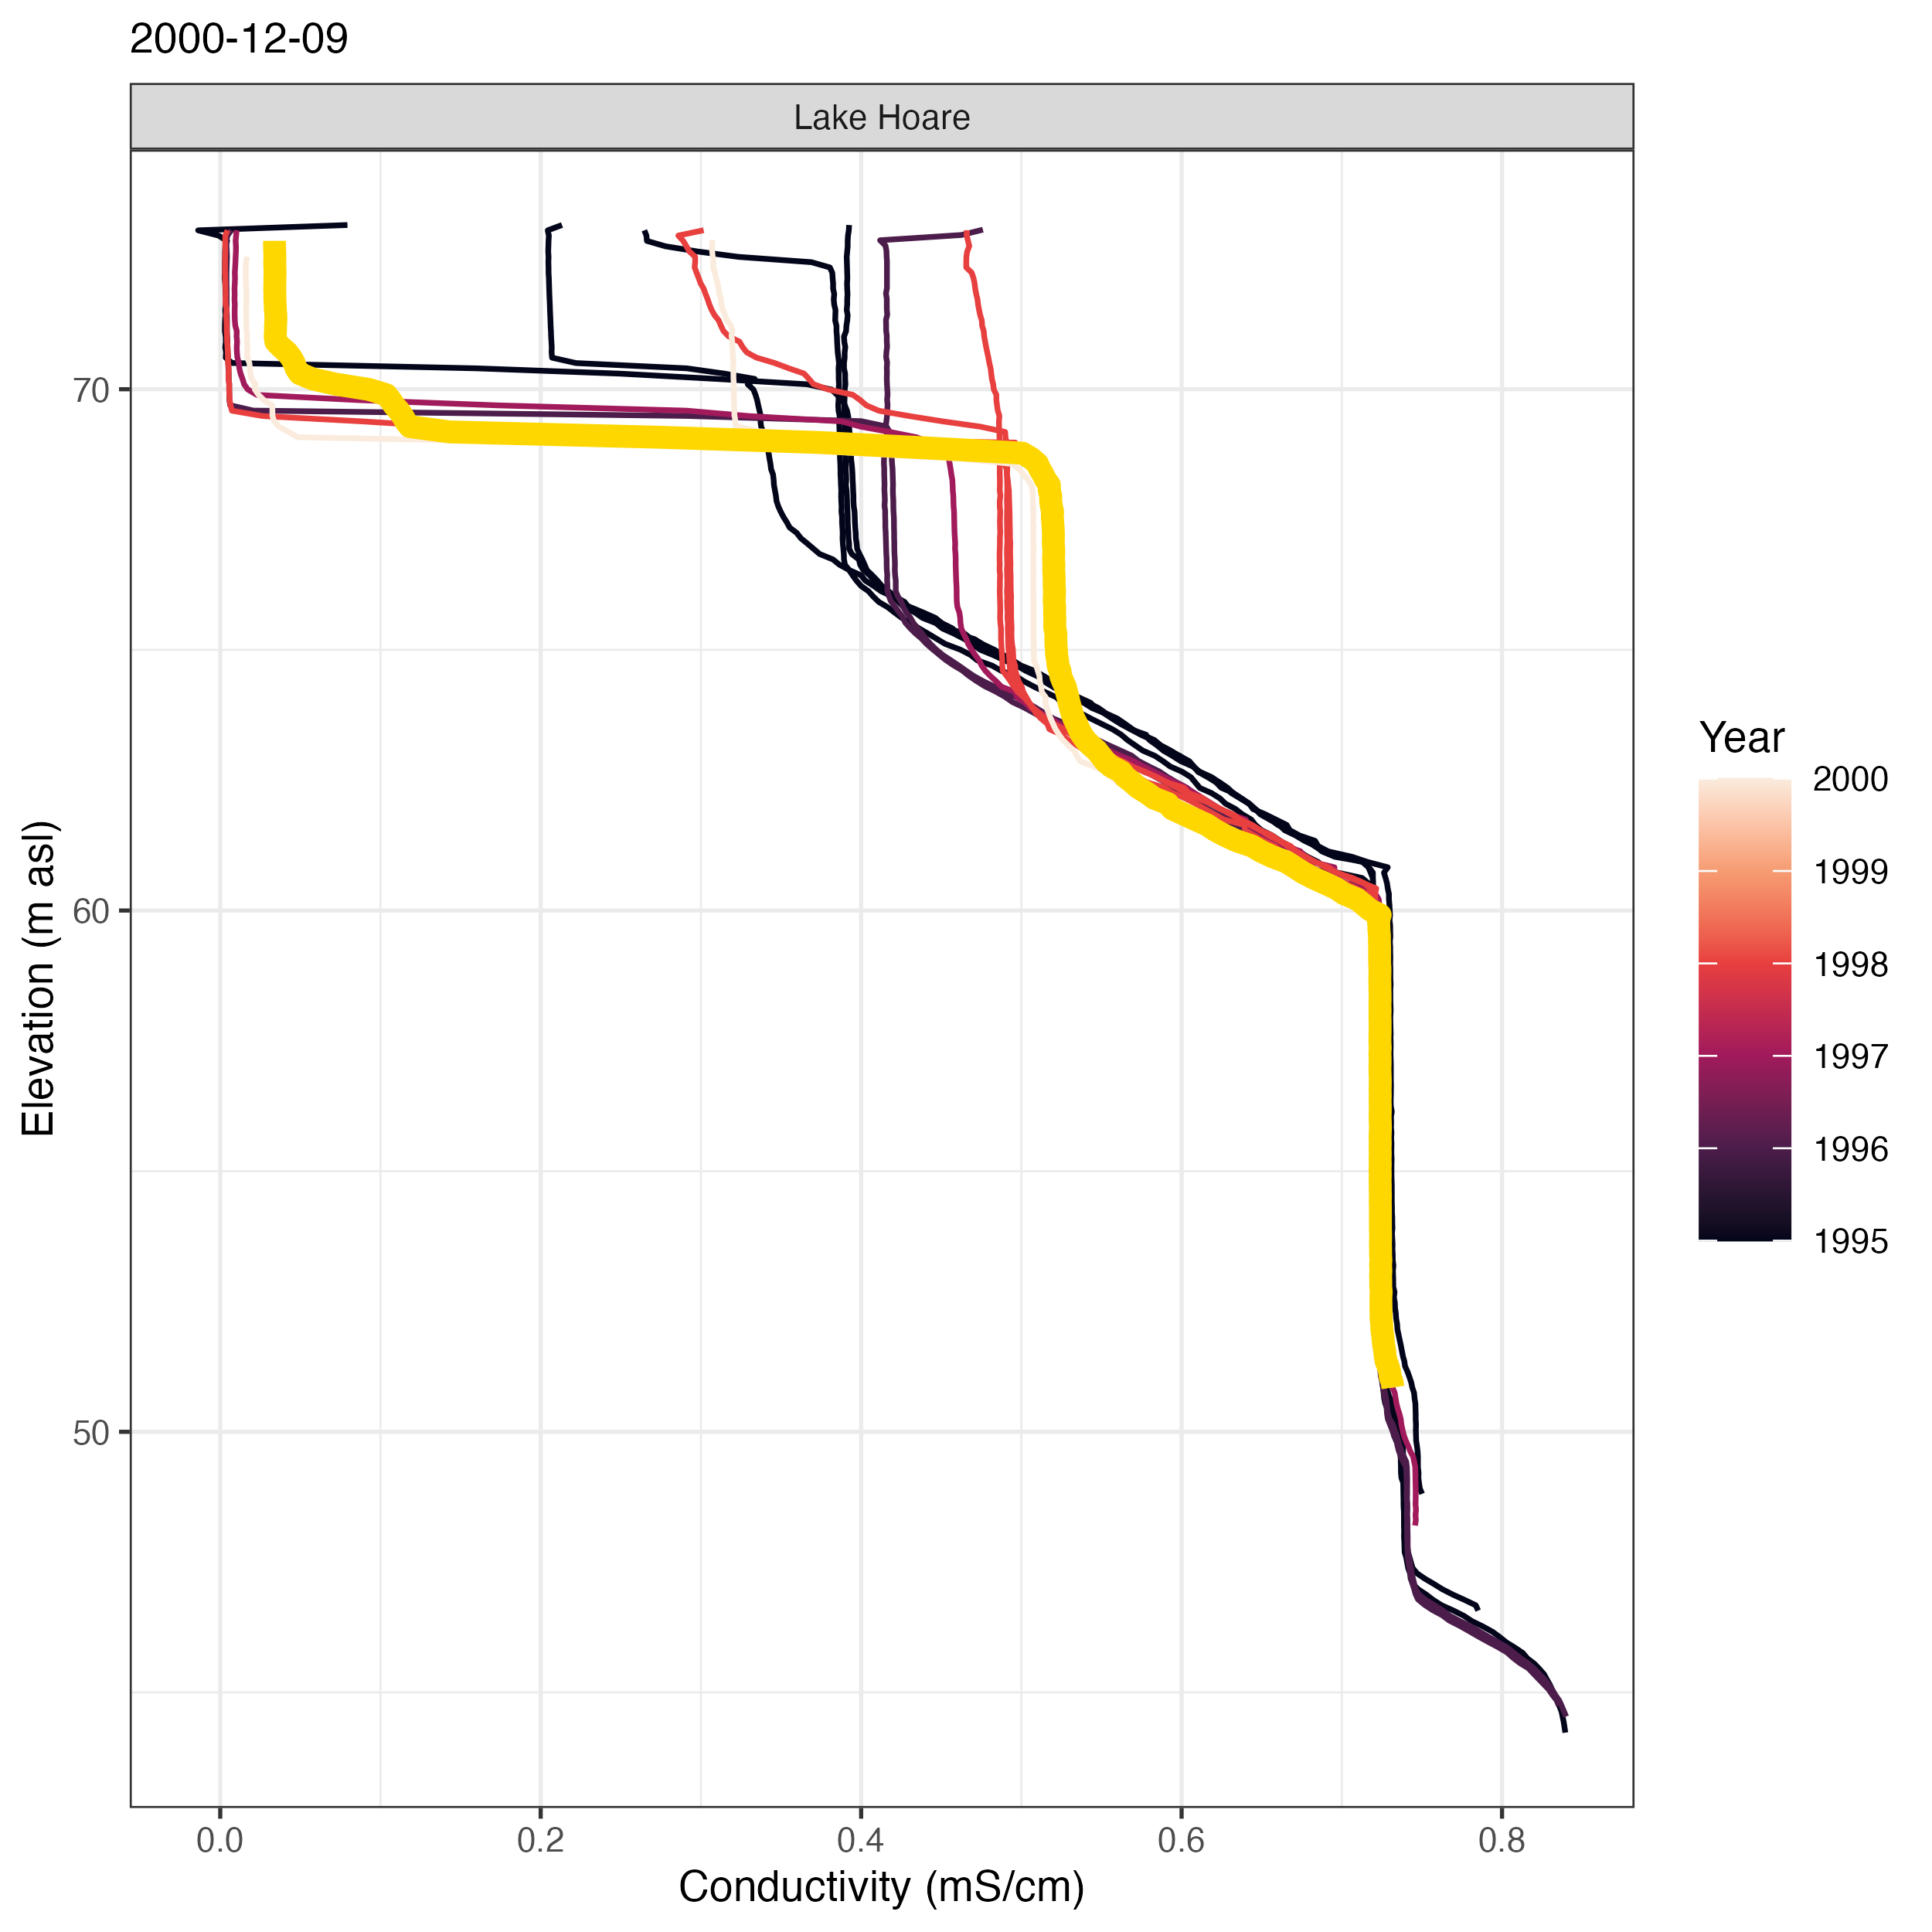 2000-12-09
Lake Hoare
70
60
50
Elevation (m asl)
0.0 0.2 0.4 0.6 0.8
Conductivity (mS/cm)
Year
2000
1999
1998
1997
1996
1995